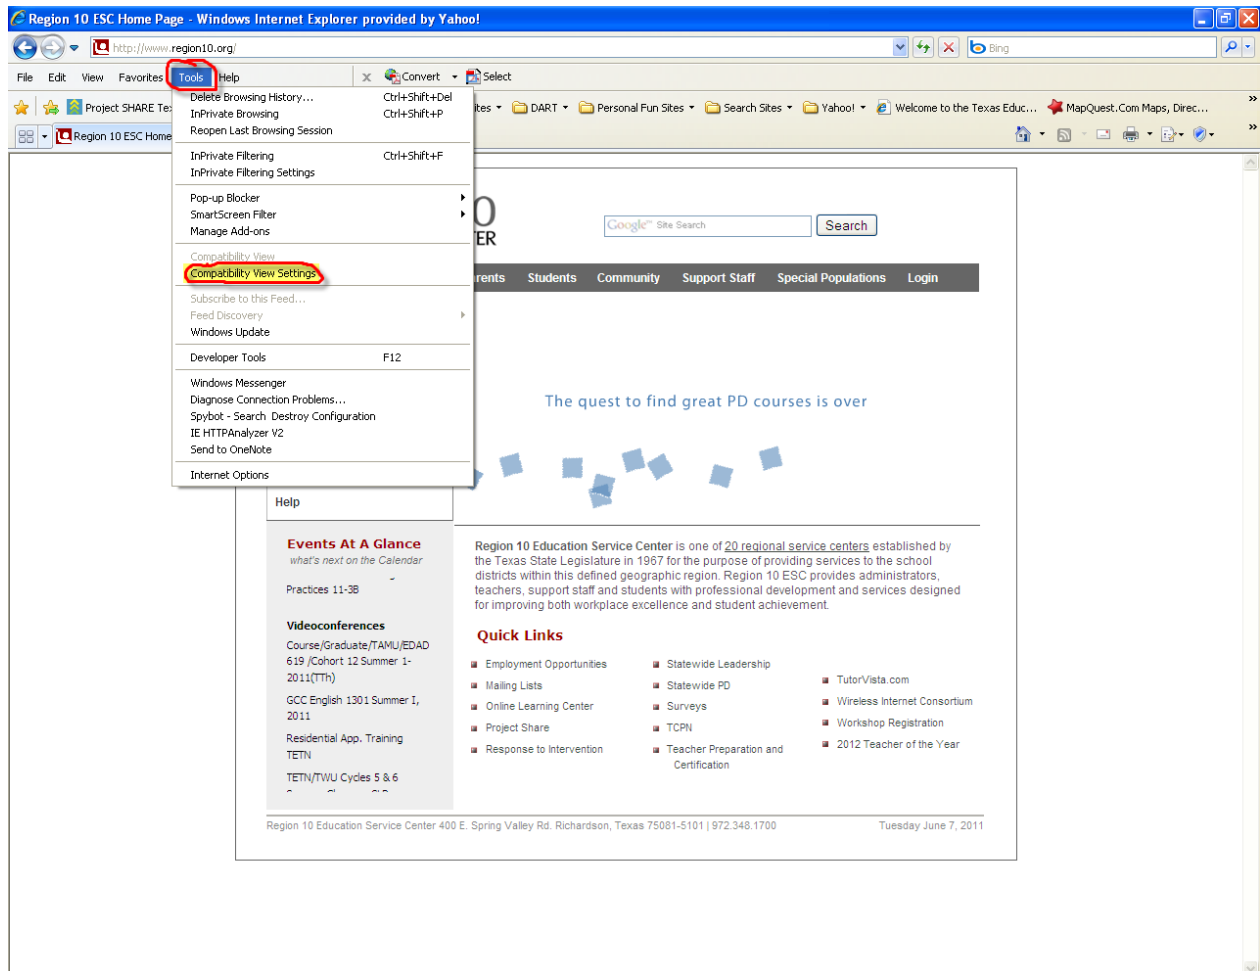 Region 10 ESC Home Page - Windows Internet Explorer provided by Yahoo!
http://www.region10.org/
Bing
File Edit View Favorites Tools Help x Convert Select
Project SHARE Te
ites DART Personal Fun Sites Search Sites Yahoo! Welcome to the Texas Educ... MapQuest.Com Maps, Direc... »
Region 10 ESC Home
»
Delete Browsing History... Ctrl+Shift+Del
InPrivate Browsing Ctrl+Shift+P
Reopen Last Browsing Session
InPrivate Filtering Ctrl+Shift+F
InPrivate Filtering Settings
Pop-up Blocker
SmartScreen Filter
Manage Add-ons
Compatibility View
Compatibility View Settings
Subscribe to this Feed...
Feed Discovery
Windows Update
Developer Tools F12
Windows Messenger
Diagnose Connection Problems...
Spybot - Search Destroy Configuration
IE HTTPAnalyzer V2
Send to OneNote
Internet Options
0
TER
Google™ Site Search Search
rents Students Community Support Staff Special Populations Login
The quest to find great PD courses is over
Help
Events At A Glance
what's next on the Calendar
Practices 11-3B
Videoconferences
Course/Graduate/TAMU/EDAD
619 /Cohort 12 Summer 1-
2011(TTh)
GCC English 1301 Summer I,
2011
Residential App. Training
TETN
TETN/TWU Cycles 5 & 6
Region 10 Education Service Center is one of 20 regional service centers established by
the Texas State Legislature in 1967 for the purpose of providing services to the school
districts within this defined geographic region. Region 10 ESC provides administrators,
teachers, support staff and students with professional development and services designed
for improving both workplace excellence and student achievement.
Quick Links
Employment Opportunities
Mailing Lists
Online Learning Center
Project Share
Response to Intervention
Statewide Leadership
Statewide PD
Surveys
TCPN
Teacher Preparation and
Certification
TutorVista.com
Wireless Internet Consortium
Workshop Registration
2012 Teacher of the Year
Region 10 Education Service Center 400 E. Spring Valley Rd. Richardson, Texas 75081-5101 | 972.348.1700 Tuesday June 7, 2011